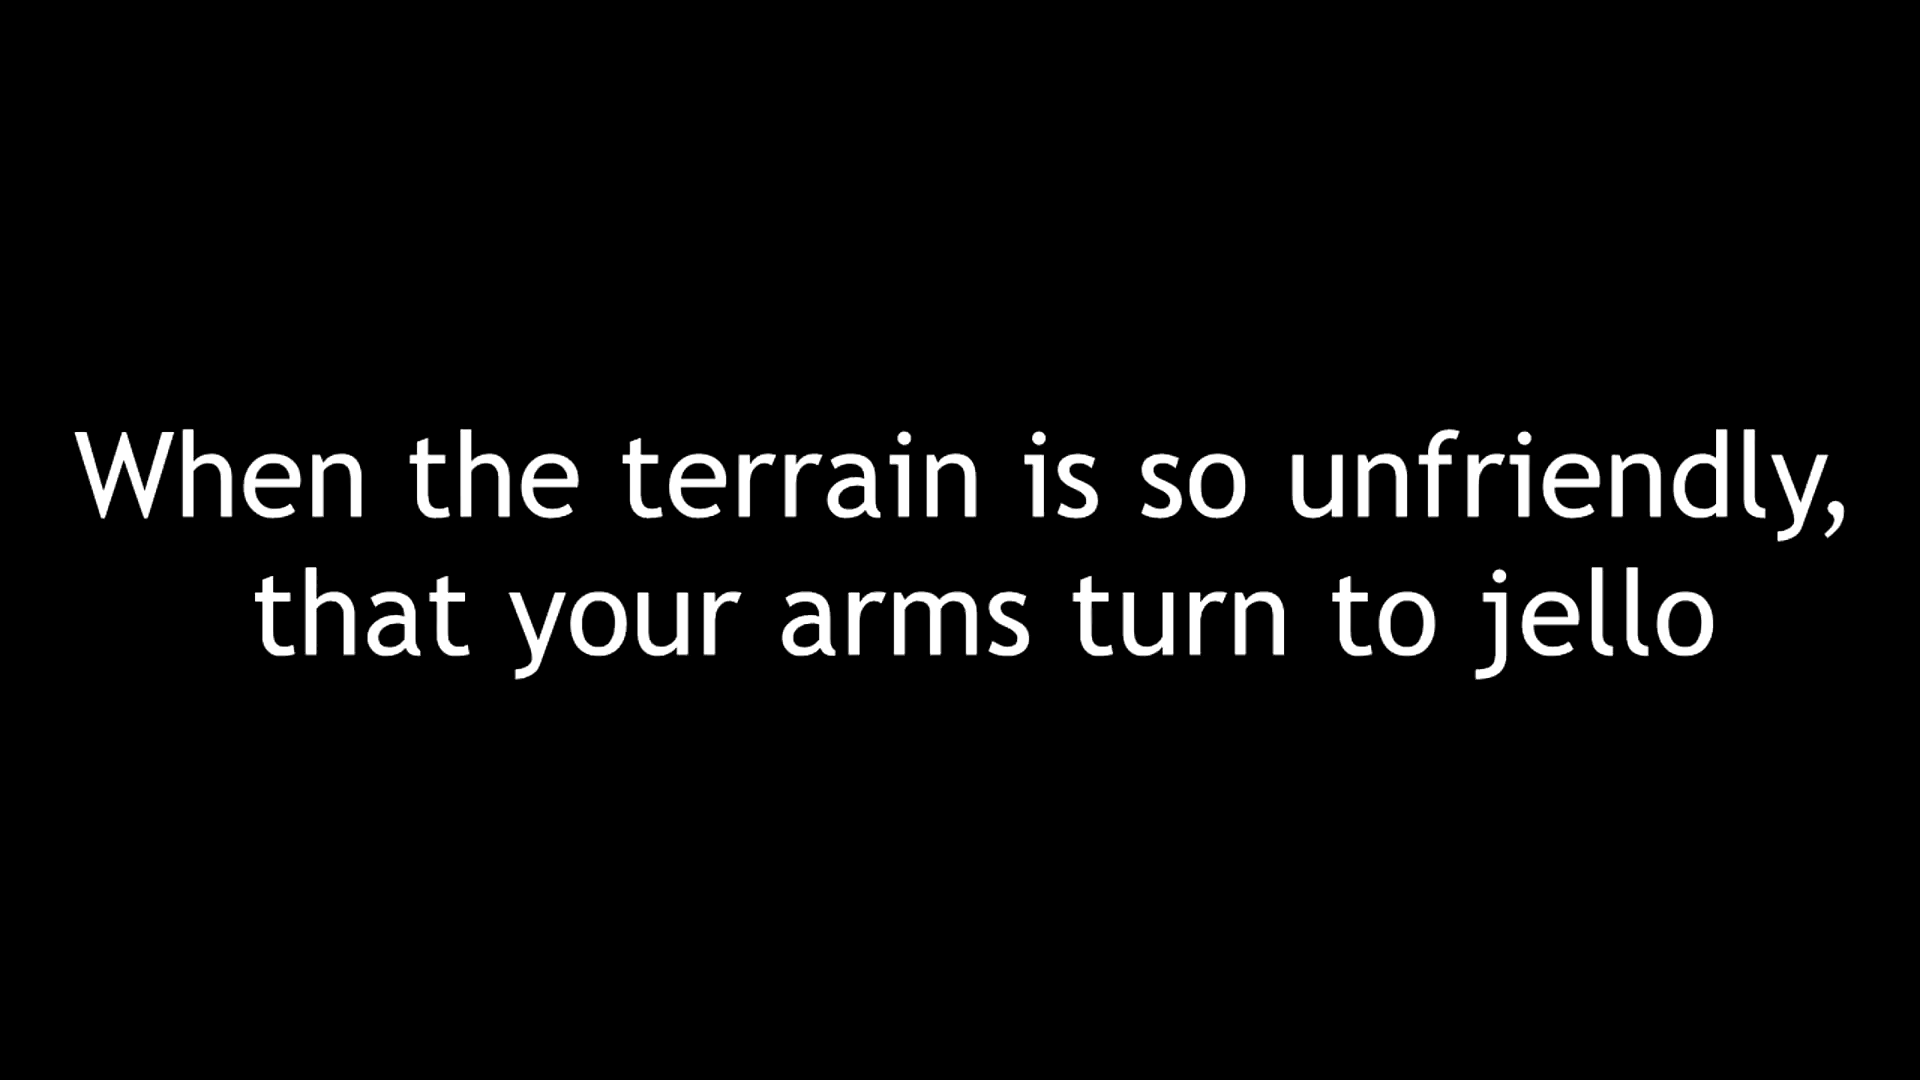 When the terrain is so unfriendly,
that your arms turn to jello